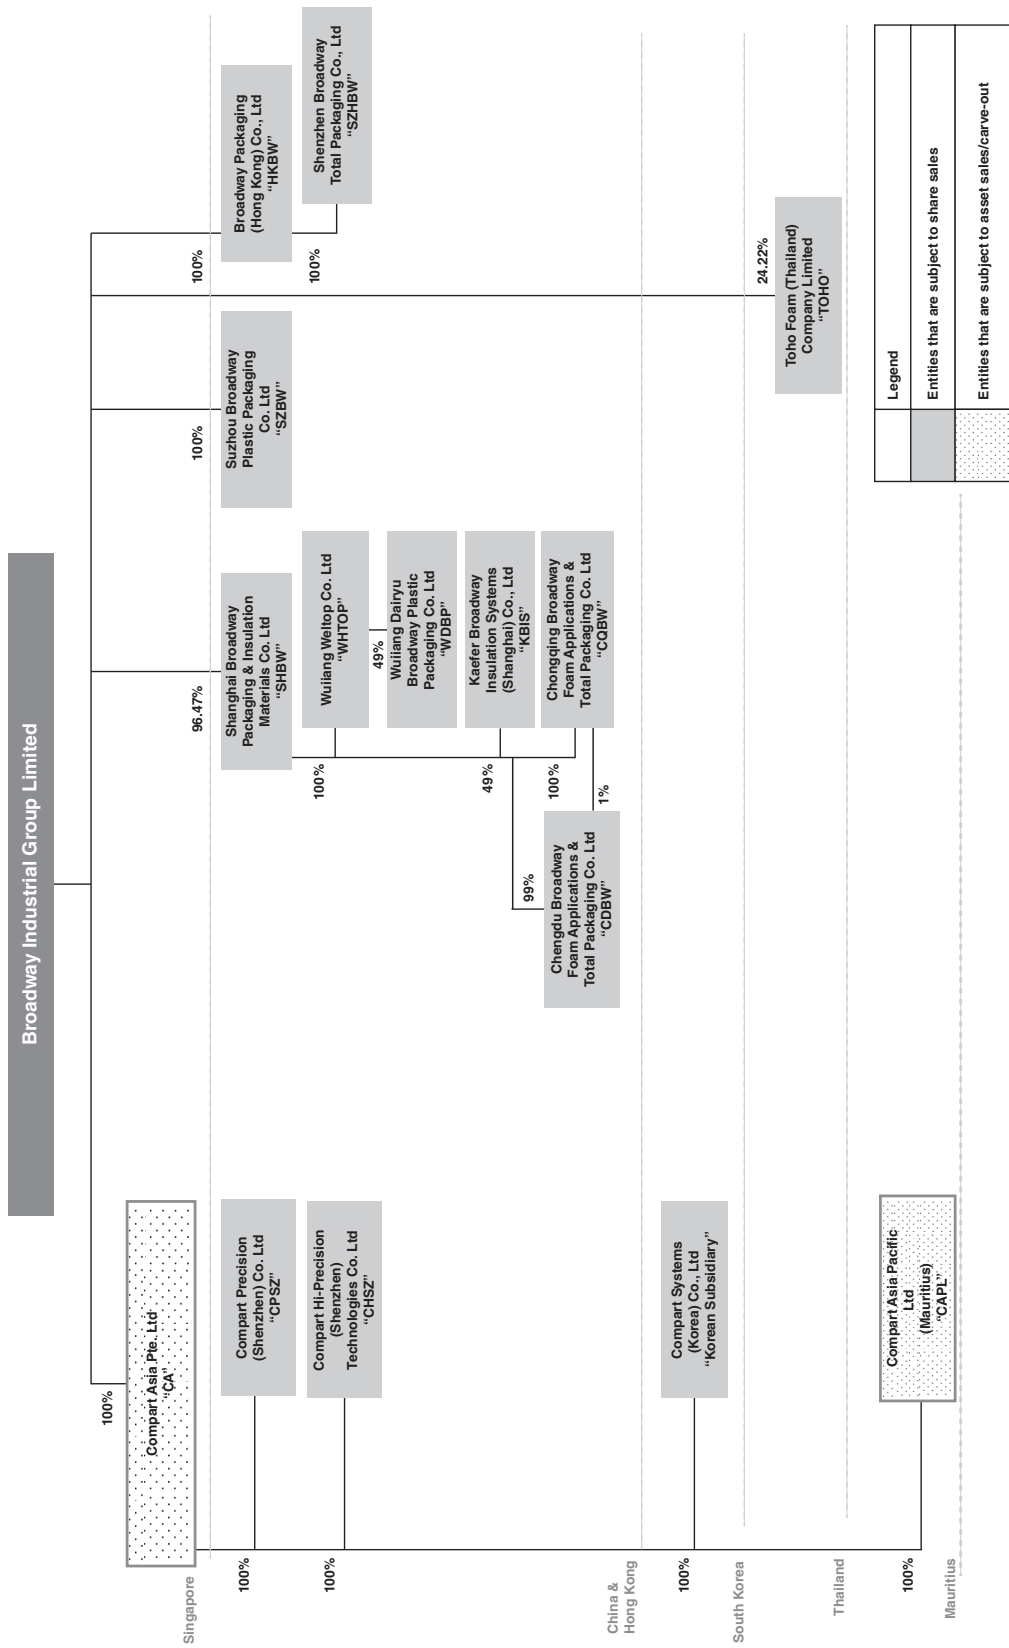 Broadway Industrial Group Limited
100%
Compart Asia Pte. Ltd
“CA”
Singapore
100%
Compart Precision
(Shenzhen) Co. Ltd
“CPSZ”
100%
Compart Hi-Precision
(Shenzhen)
Technologies Co. Ltd
“CHSZ”
96.47%
Shanghai Broadway
Packaging & Insulation
Materials Co. Ltd
“SHBW”
100%
Wuiiang Weltop Co. Ltd
“WHTOP”
49%
Wuiiang Dairyu
Broadway Plastic
Packaging Co. Ltd
“WDBP”
49%
Kaefer Broadway
Insulation Systems
(Shanghai) Co., Ltd
“KBIS”
100%
Chongqing Broadway
Foam Applications &
Total Packaging Co. Ltd
“CQBW”
99%
1%
Chengdu Broadway
Foam Applications &
Total Packaging Co. Ltd
“CDBW”
100%
Suzhou Broadway
Plastic Packaging
Co. Ltd
“SZBW”
100%
Broadway Packaging
(Hong Kong) Co., Ltd
“HKBW”
100%
Shenzhen Broadway
Total Packaging Co., Ltd
“SZHBW”
China &
Hong Kong
100%
Compart Systems
(Korea) Co., Ltd
“Korean Subsidiary”
South Korea
24.22%
Toho Foam (Thailand)
Company Limited
“TOHO”
Thailand
100%
Compart Asia Pacific
Ltd
(Mauritius)
“CAPL”
Mauritius
Legend
Entities that are subject to share sales
Entities that are subject to asset sales/carve-out